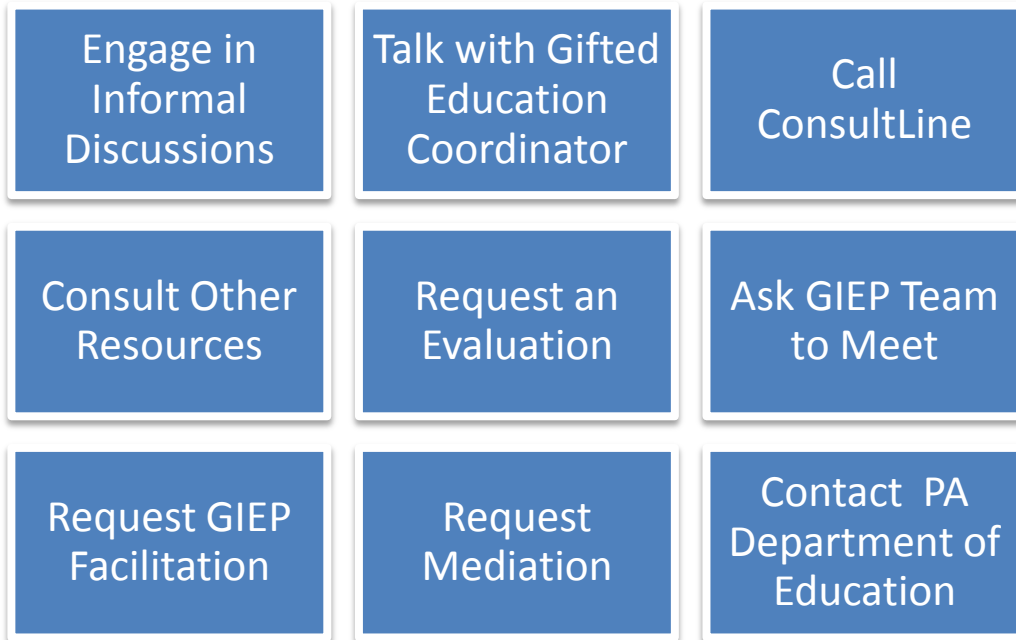 Engage in
Informal
Discussions
Talk with Gifted
Education
Coordinator
Call
ConsultLine
Consult Other
Resources
Request an
Evaluation
Ask GIEP Team
to Meet
Request GIEP
Facilitation
Request
Mediation
Contact  PA
Department of
Education